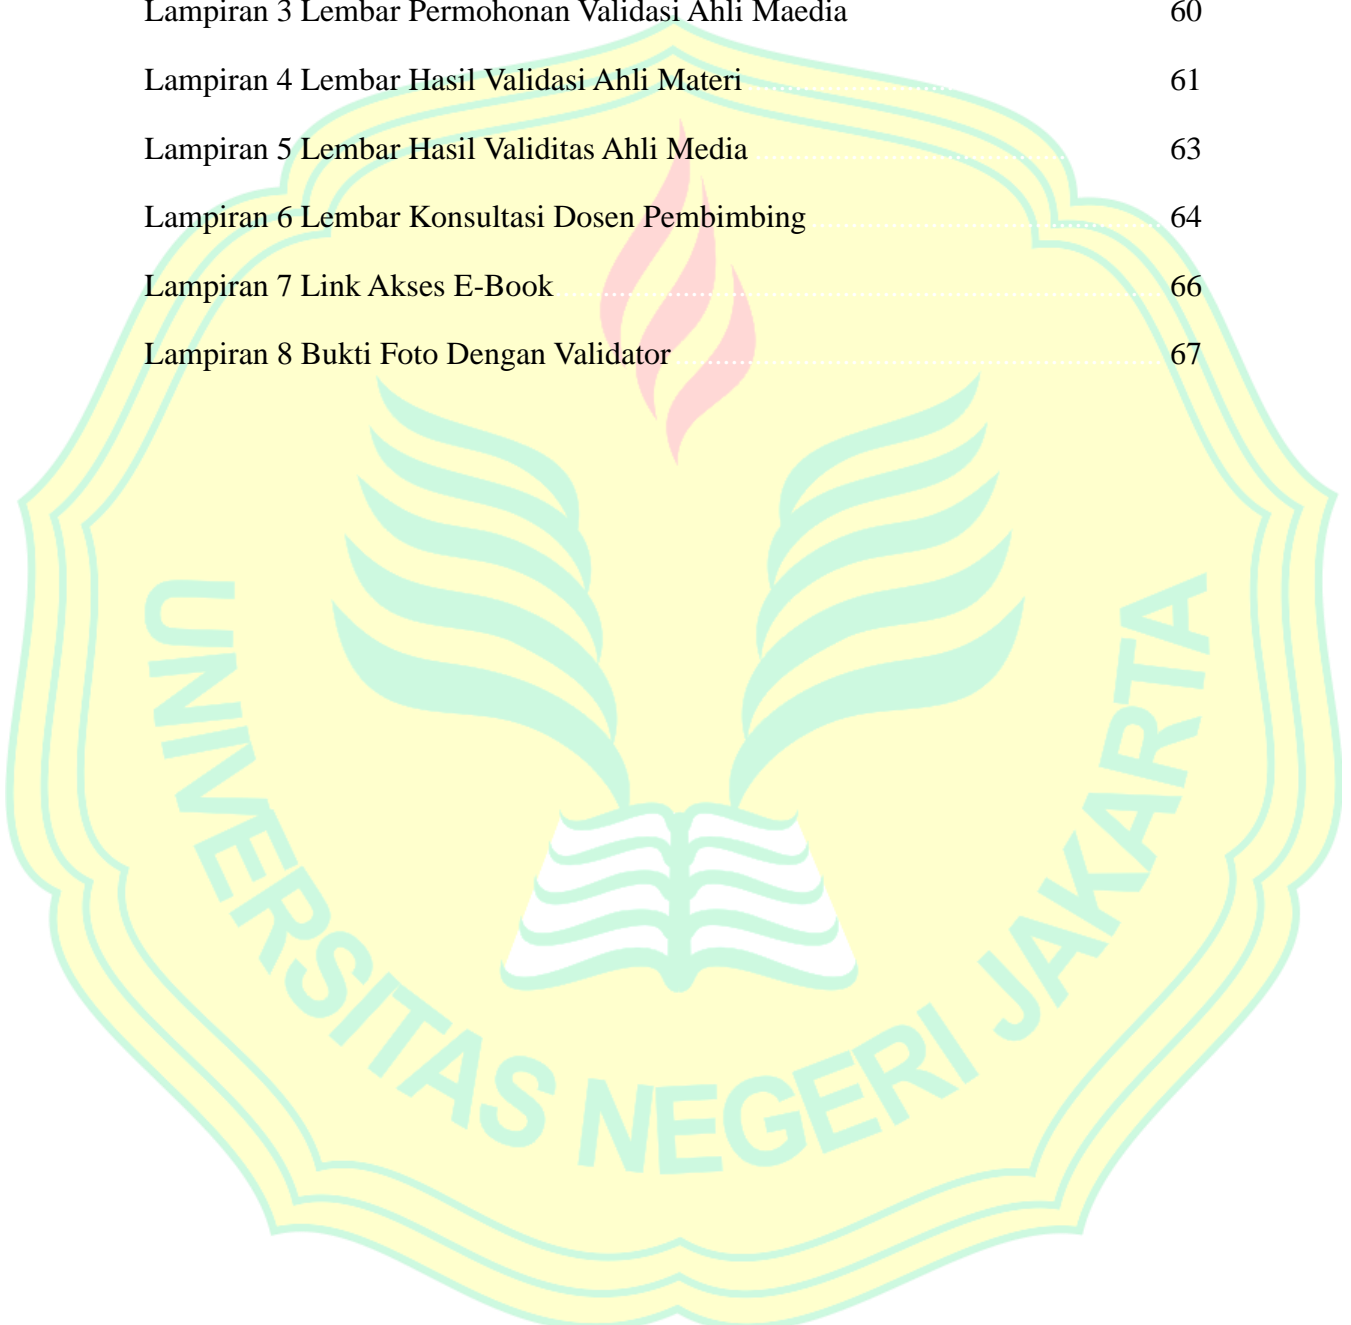 Lampiran 3 Lembar Permohonan Validasi Ahli Maedia 60
Lampiran 4 Lembar Hasil Validasi Ahli Materi 61
Lampiran 5 Lembar Hasil Validitas Ahli Media 63
Lampiran 6 Lembar Konsultasi Dosen Pembimbing 64
Lampiran 7 Link Akses E-Book 66
Lampiran 8 Bukti Foto Dengan Validator 67
UNIVERSITAS NEGERI JAKARTA